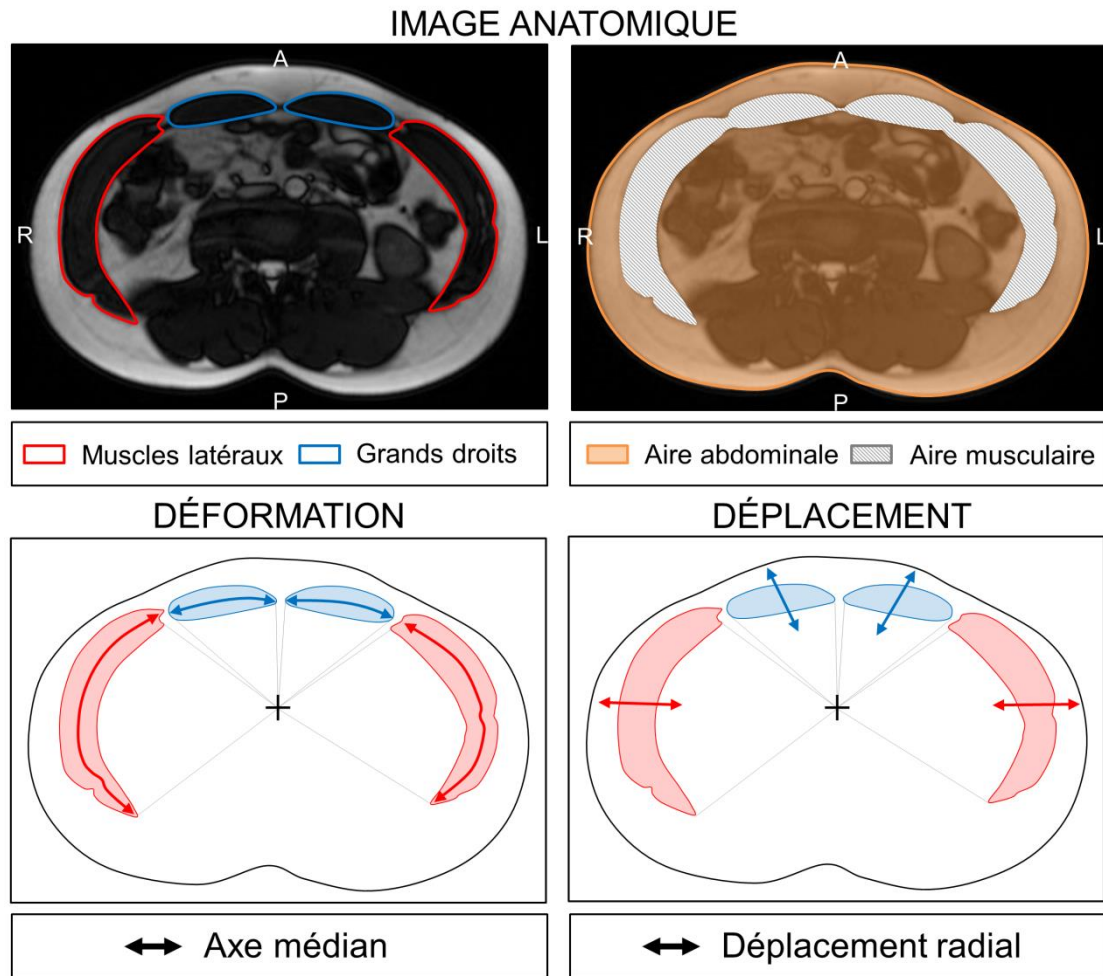 IMAGE ANATOMIQUE
A
R
L
P
A
R
L
P
Muscles latéraux
Grands droits
Aire abdominale
Aire musculaire
DÉFORMATION
DÉPLACEMENT
Axe médian
Déplacement radial